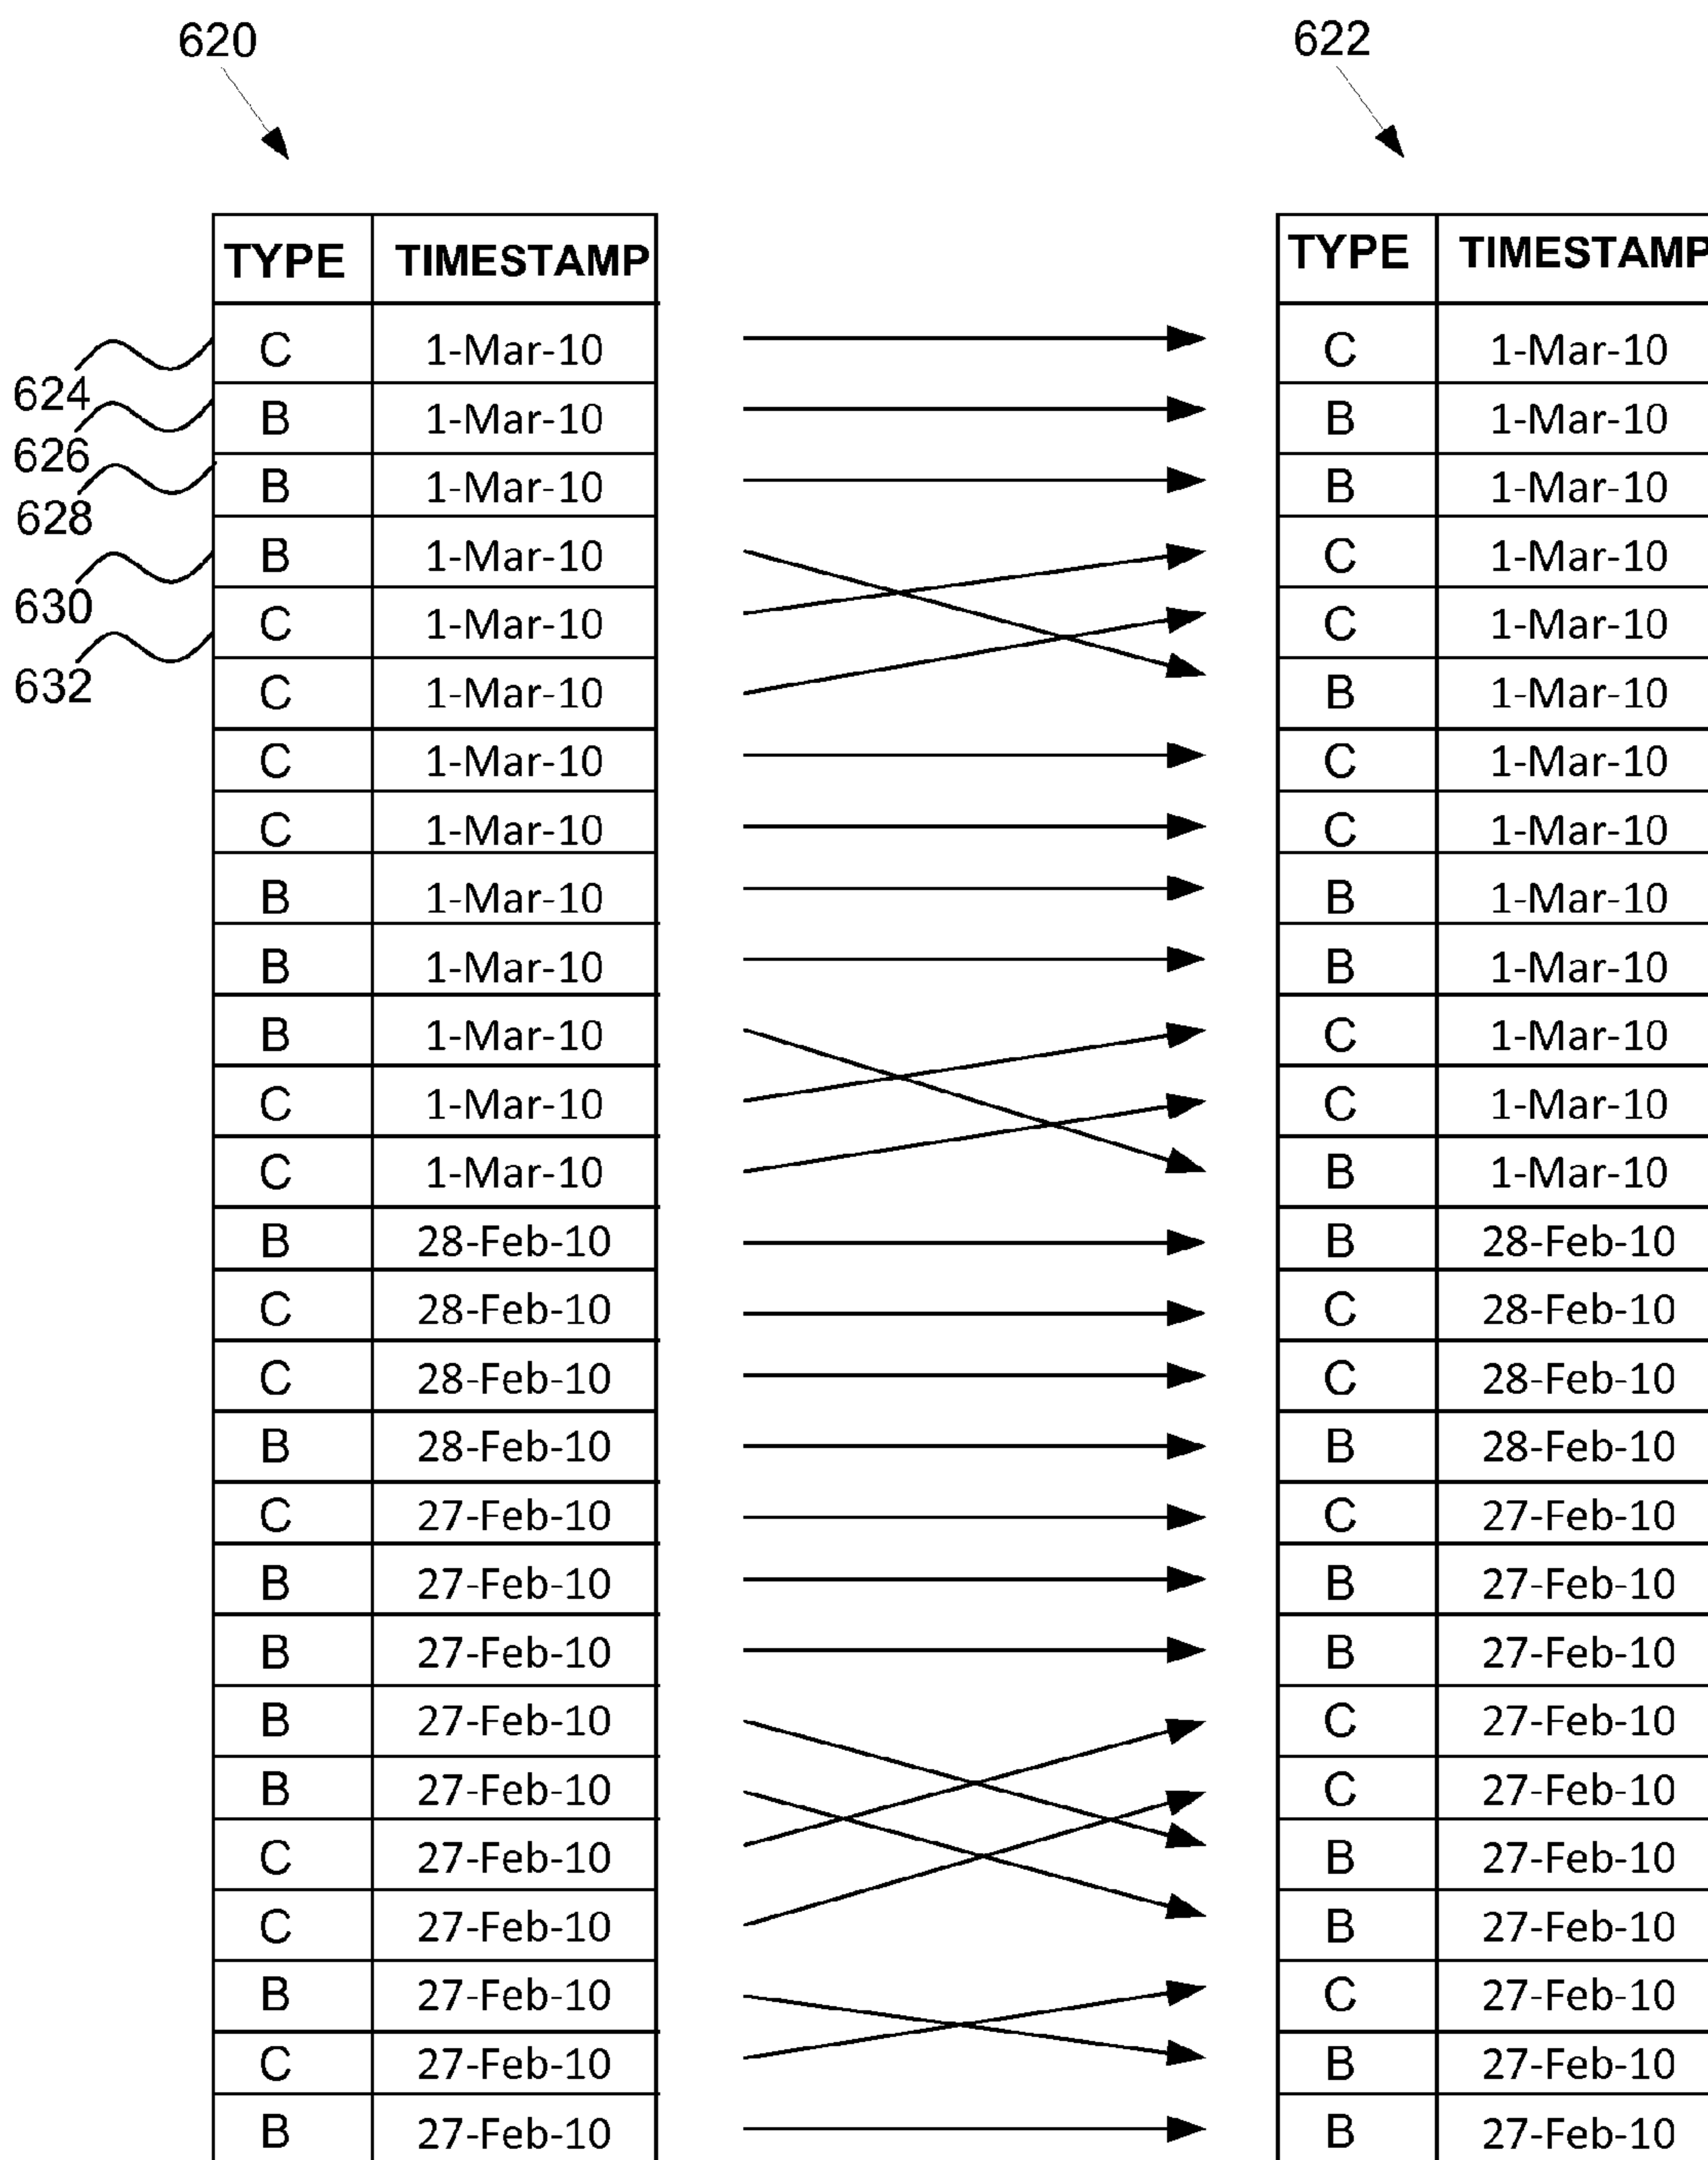 620 622
TYPE TIMESTAMP TYPE TIMESTAMP
C 1-Mar-10 C 1-Mar-10
624
B 1-Mar-10 B 1-Mar-10
626
B 1-Mar-10 B 1-Mar-10
628
B 1-Mar-10 C 1-Mar-10
630
C 1-Mar-10 C 1-Mar-10
632
C 1-Mar-10 B 1-Mar-10
C 1-Mar-10 C 1-Mar-10
C 1-Mar-10 C 1-Mar-10
B 1-Mar-10 B 1-Mar-10
B 1-Mar-10 B 1-Mar-10
B 1-Mar-10 C 1-Mar-10
C 1-Mar-10 C 1-Mar-10
C 1-Mar-10 B 1-Mar-10
B 28-Feb-10 B 28-Feb-10
C 28-Feb-10 C 28-Feb-10
C 28-Feb-10 C 28-Feb-10
B 28-Feb-10 B 28-Feb-10
C 27-Feb-10 C 27-Feb-10
B 27-Feb-10 B 27-Feb-10
B 27-Feb-10 B 27-Feb-10
B 27-Feb-10 C 27-Feb-10
B 27-Feb-10 C 27-Feb-10
C 27-Feb-10 B 27-Feb-10
C 27-Feb-10 B 27-Feb-10
B 27-Feb-10 C 27-Feb-10
C 27-Feb-10 B 27-Feb-10
B 27-Feb-10 B 27-Feb-10